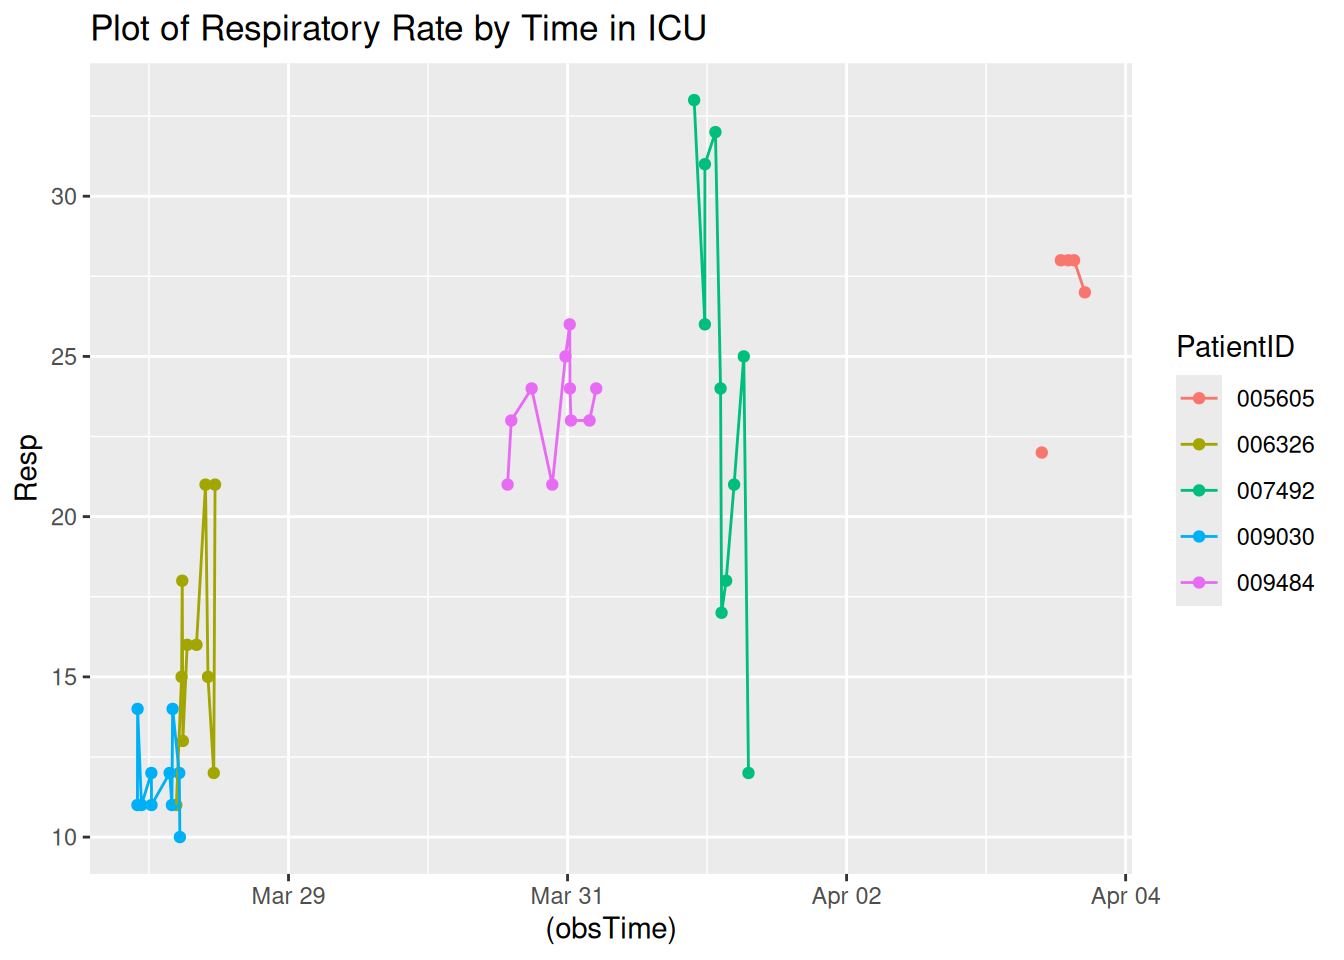 Plot of Respiratory Rate by Time in ICU
30
25
20
15
10
Resp
Mar 29
Mar 31
Apr 02
Apr 04
(obsTime)
PatientID
005605
006326
007492
009030
009484